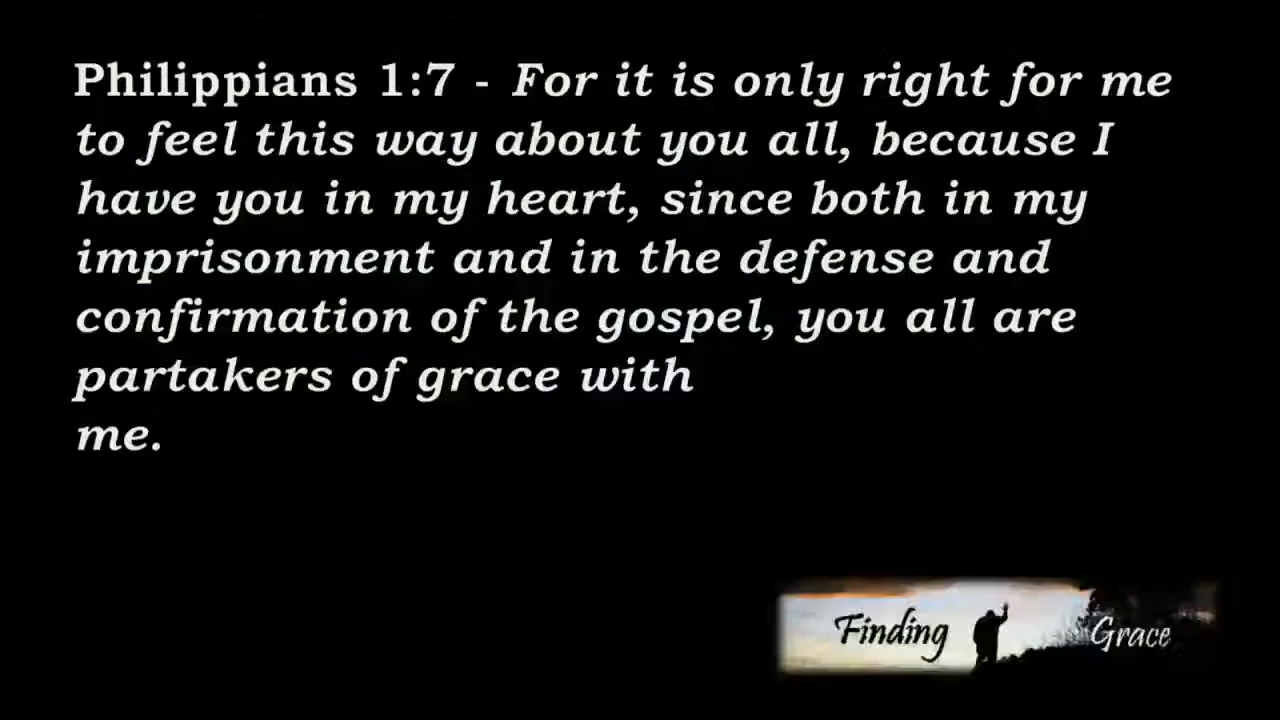 Philippians 1:7 - For it is only right for me
to feel this way about you all, because I
have you in my heart, since both in my
imprisonment and in the defense and
confirmation of the gospel, you all are
partakers of grace with
me.
Finding Grace